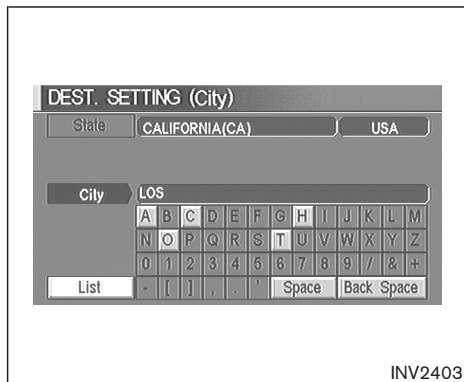 DEST. SETTING (City)
State CALIFORNIA(CA) USA
City LOS
A B C D E F G H I J K L M
N O P Q R S T U V W X Y Z
0 1 2 3 4 5 6 7 8 9 / & +
List - [ ] , . ' Space Back Space
INV2403